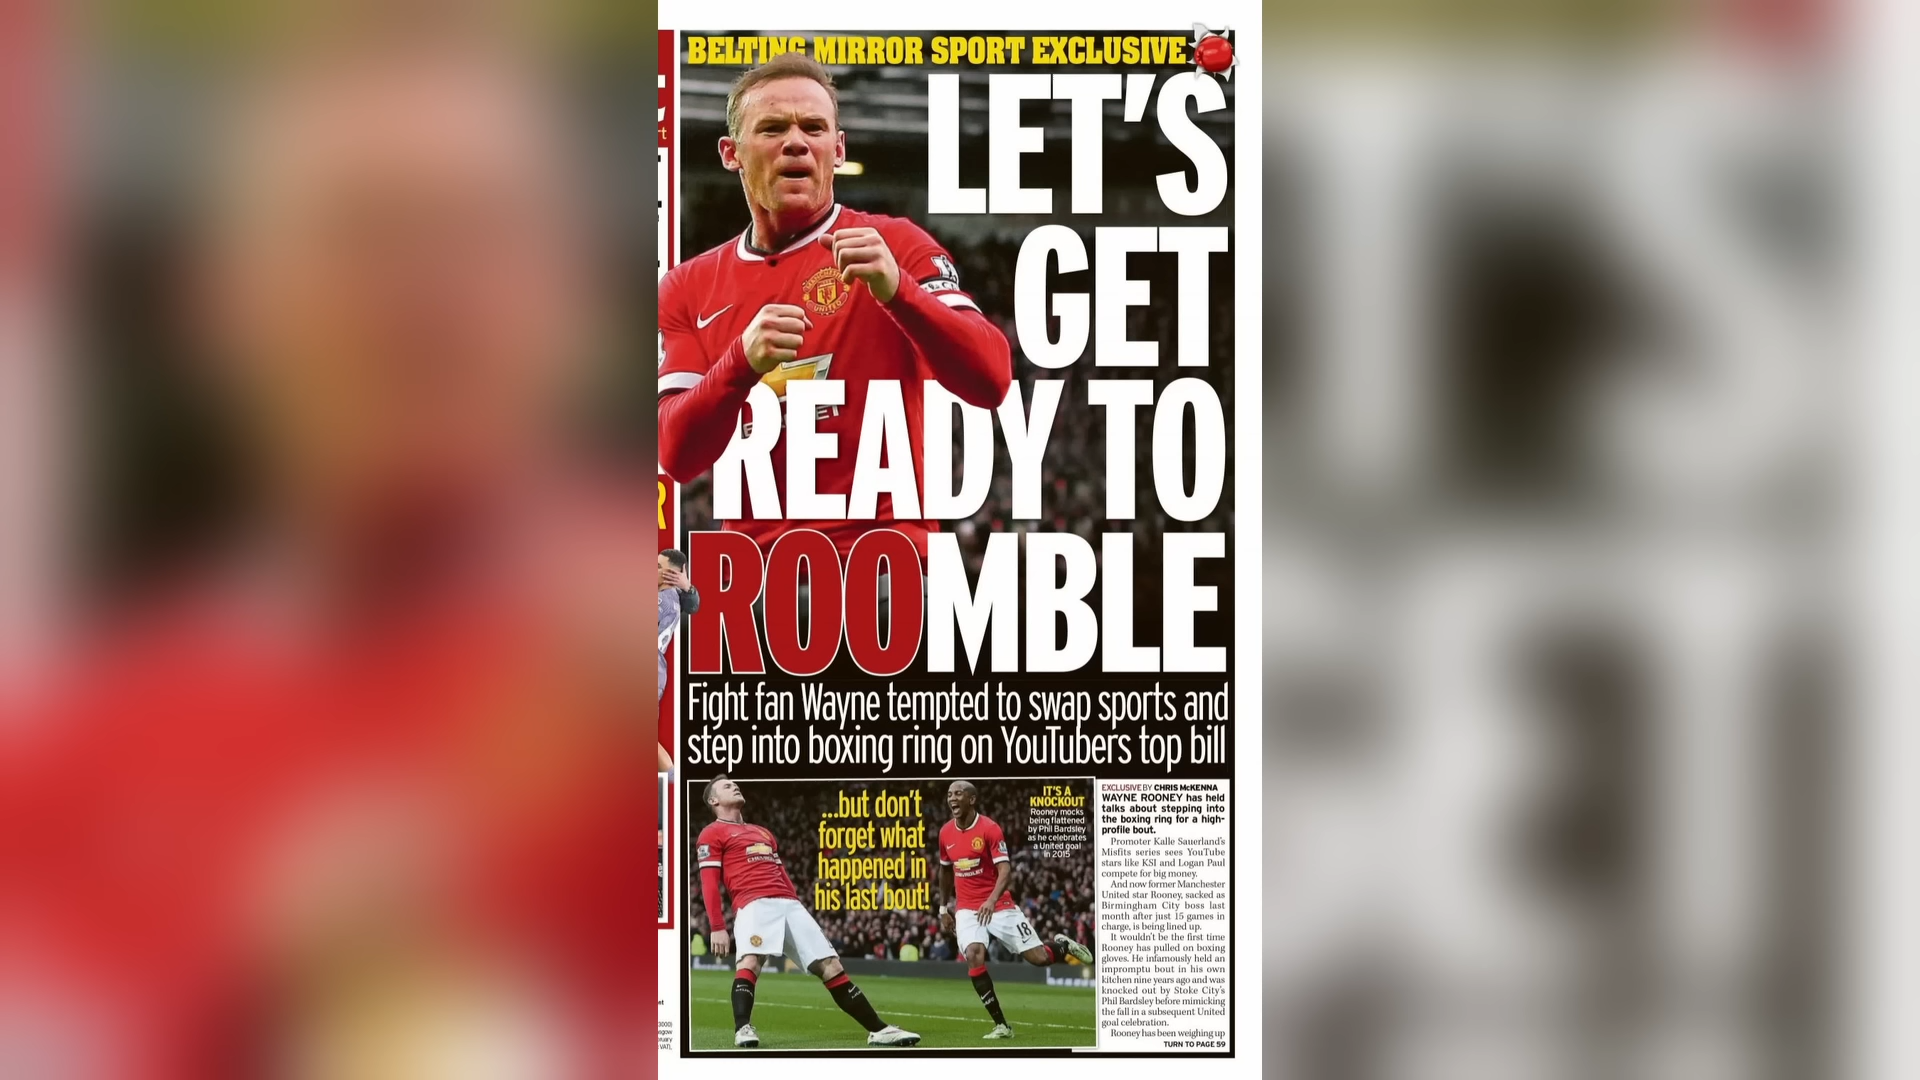 BELTING MIRROR SPORT EXCLUSIVE
LET'S
GET
READY TO
ROOMBLE
Fight fan Wayne tempted to swap sports and
step into boxing ring on YouTubers top bill
...but don't
forget what
happened in
his last bout!
IT'S A
KNOCKOUT
Rooney mocks
being flattened
by Phil Bardsley
as he celebrates
a United goal
in 2015
18
EXCLUSIVE BY CHRIS McKENNA
WAYNE ROONEY has held
talks about stepping into
the boxing ring for a high-
profile bout.
Promoter Kalle Sauerland's
Misfits series sees YouTube
stars like KSI and Logan Paul
compete for big money.
And now former Manchester
United star Rooney, sacked as
Birmingham City boss last
month after just 15 games in
charge, is being lined up.
It wouldn't be the first time
Rooney has pulled on boxing
gloves. He infamously held an
impromptu bout in his own
kitchen nine years ago and was
knocked out by Stoke City's
Phil Bardsley before mimicking
the fall in a subsequent United
goal celebration.
Rooney has been weighing up
TURN TO PAGE 59